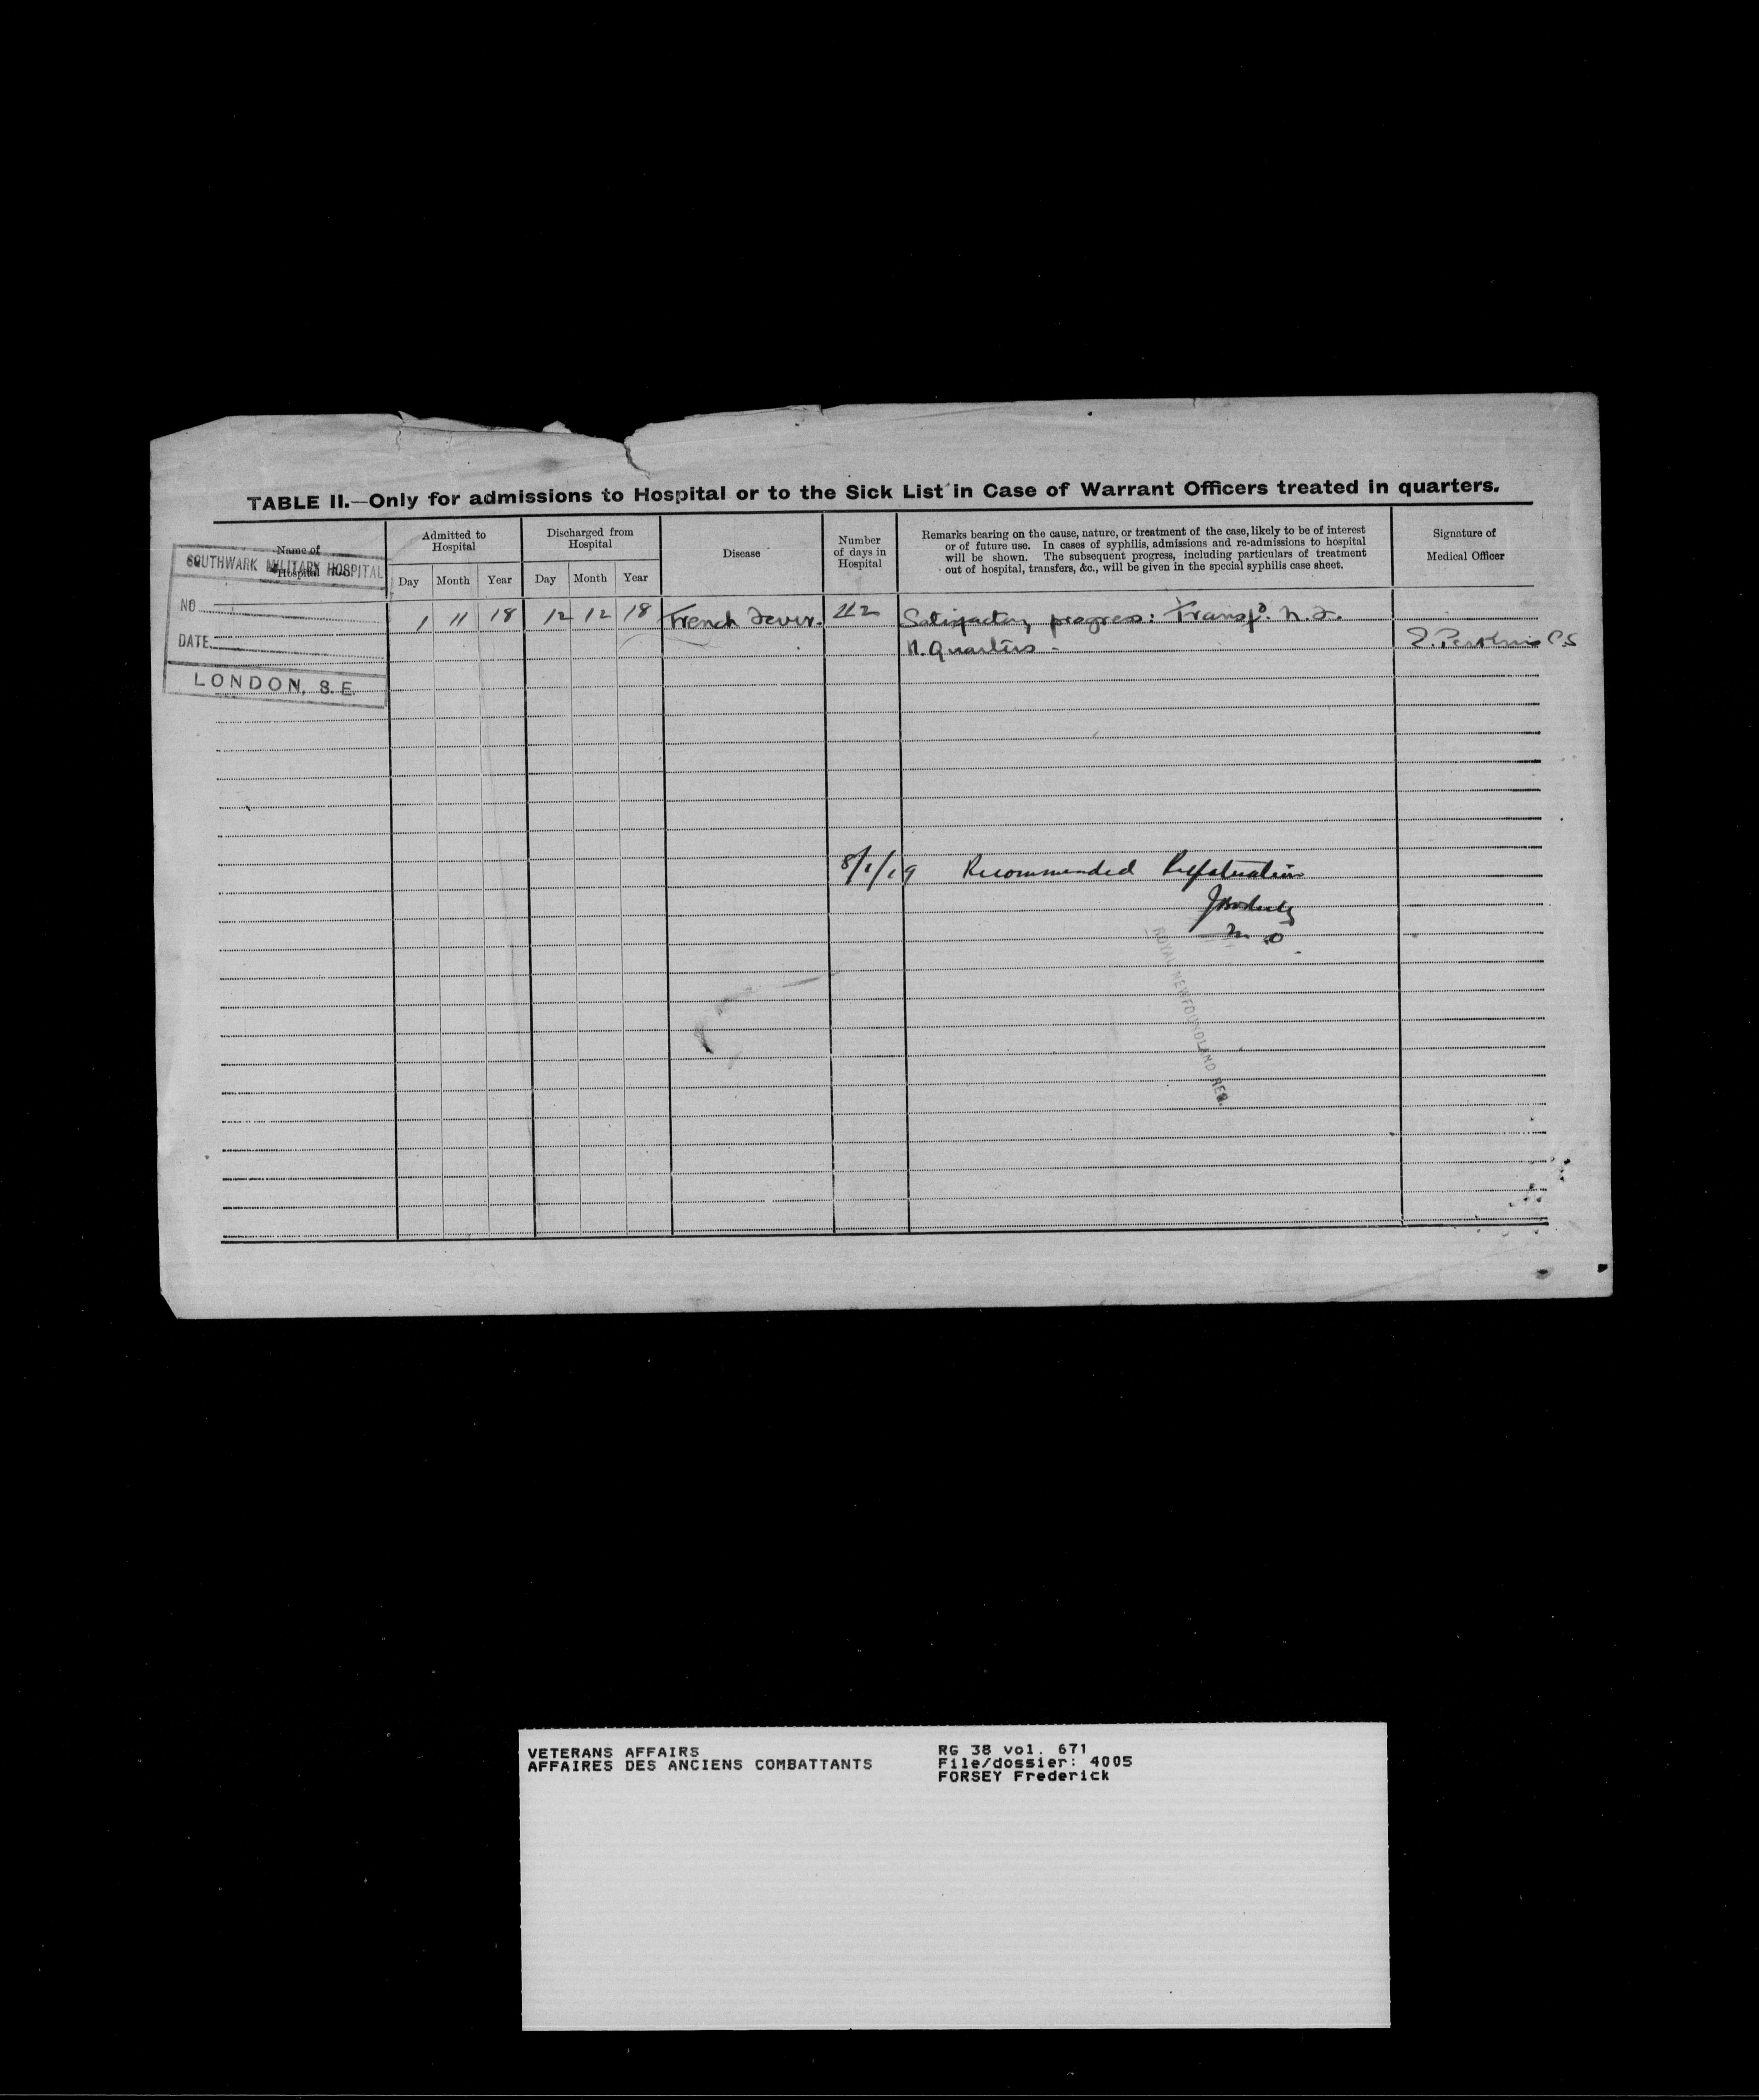 TABLE II.—Only for admissions to Hospital or to the Sick List in Case of Warrant Officers treated in quarters.
Name of Hospital
Admitted to Hospital
Discharged from Hospital
Disease
Number of days in Hospital
Remarks bearing on the cause, nature, or treatment of the case, likely to be of interest
or of future use. In cases of syphilis, admissions and re-admissions to hospital
will be shown. The subsequent progress, including particulars of treatment
out of hospital, transfers, &c., will be given in the special syphilis case sheet.
Signature of
Medical Officer
Day Month Year Day Month Year
SOUTHWARK MILITARY HOSPITAL
NO
DATE
LONDON, S.E.
1 11 18 12 12 18 Trench Fever. 42 Satisfactory progress: Transfd. N.F.
H. Quarters -
8/1/19 Recommended Repatriation
M O
ROYAL NEWFOUNDLAND REG.
VETERANS AFFAIRS
AFFAIRES DES ANCIENS COMBATTANTS
RG 38 vol. 671
File/dossier: 4005
FORSEY Frederick